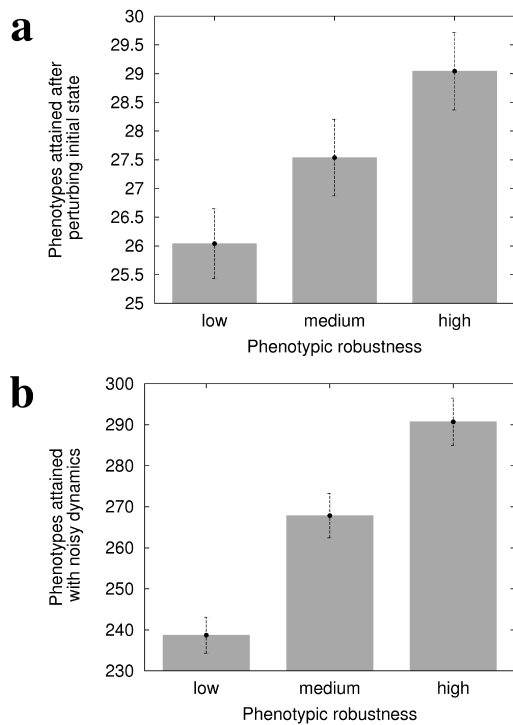 a
Phenotypes attained after
perturbing initial state
30
29.5
29
28.5
28
27.5
27
26.5
26
25.5
25
low medium high
Phenotypic robustness
b
Phenotypes attained
with noisy dynamics
300
290
280
270
260
250
240
230
low medium high
Phenotypic robustness